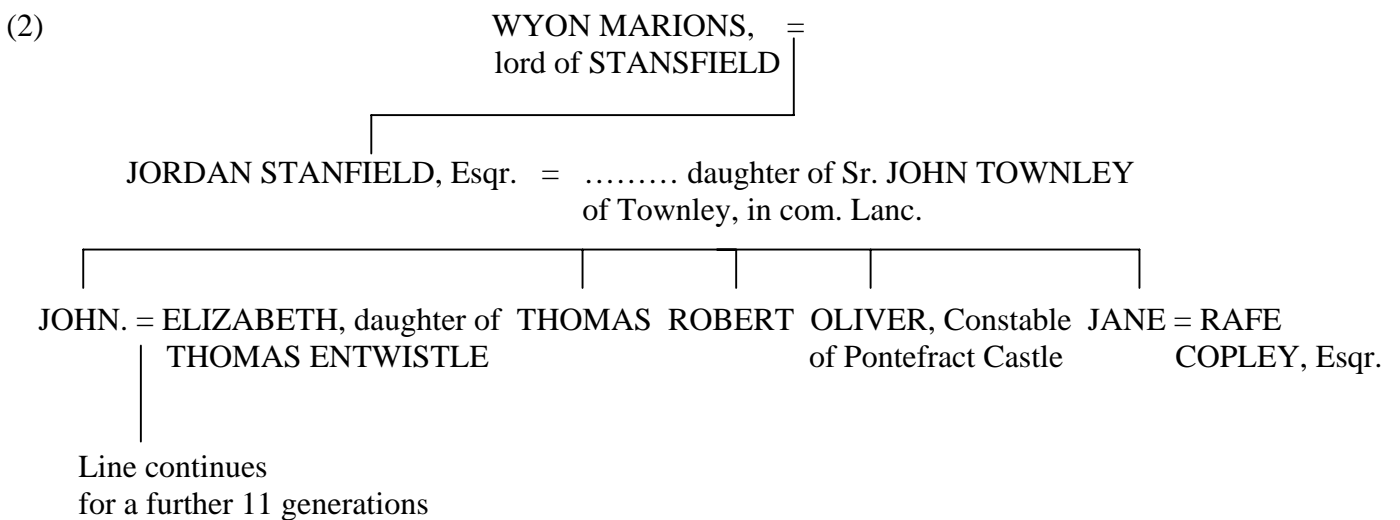 (2) WYON MARIONS, =
lord of STANSFIELD
JORDAN STANFIELD, Esqr. = ……… daughter of Sr. JOHN TOWNLEY
of Townley, in com. Lanc.
JOHN. = ELIZABETH, daughter of THOMAS ROBERT OLIVER, Constable JANE = RAFE
THOMAS ENTWISTLE of Pontefract Castle COPLEY, Esqr.
Line continues
for a further 11 generations